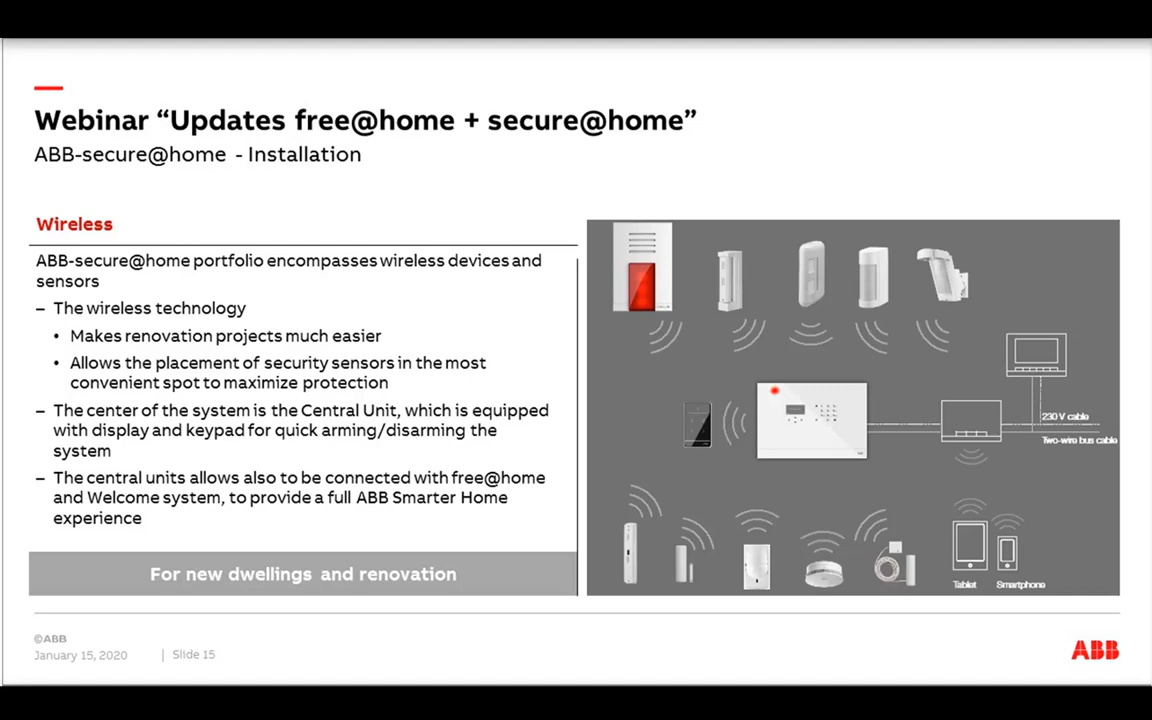 Webinar “Updates free@home + secure@home”
ABB-secure@home - Installation
Wireless
ABB-secure@home portfolio encompasses wireless devices and
sensors
– The wireless technology
• Makes renovation projects much easier
• Allows the placement of security sensors in the most
convenient spot to maximize protection
– The center of the system is the Central Unit, which is equipped
with display and keypad for quick arming/disarming the
system
– The central units allows also to be connected with free@home
and Welcome system, to provide a full ABB Smarter Home
experience
For new dwellings and renovation
230 V cable
Two-wire bus cable
Tablet
Smartphone
©ABB
January 15, 2020
| Slide 15
ABB